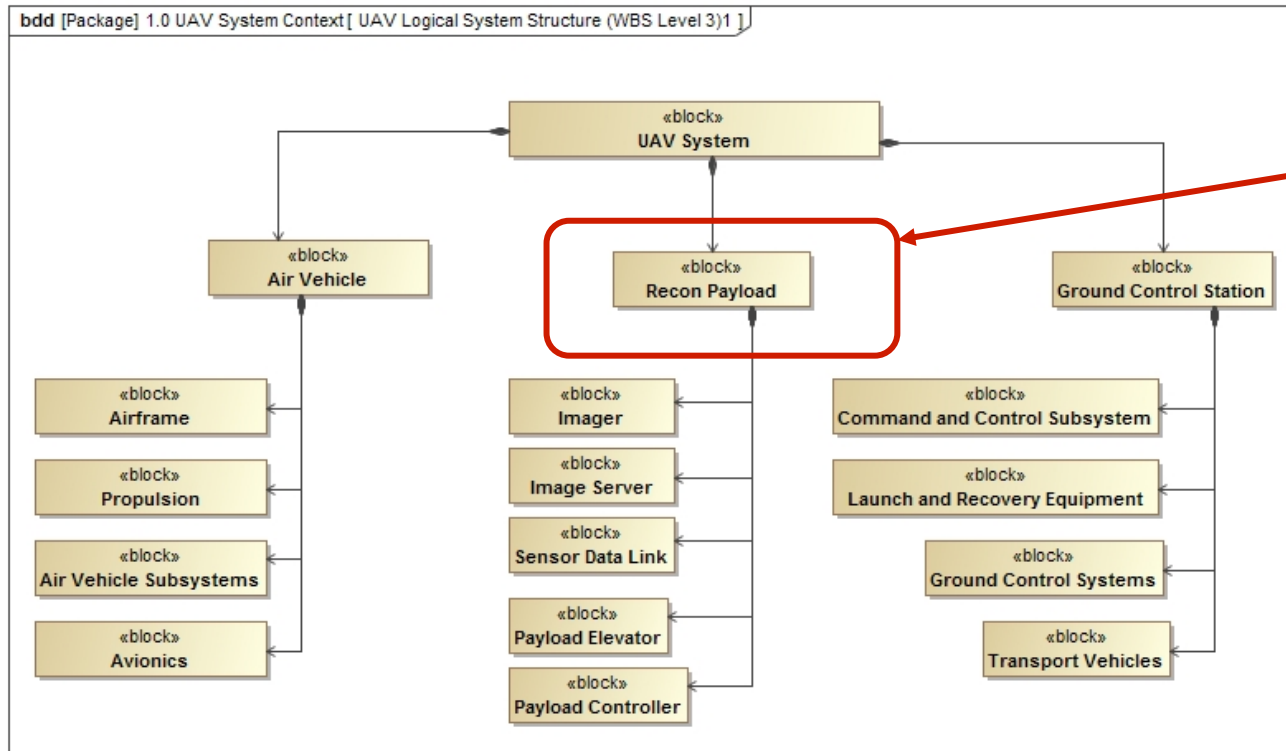 bdd [Package] 1.0 UAV System Context [ UAV Logical System Structure (WBS Level 3)1 ]
«block»
UAV System
«block»
Air Vehicle
«block»
Recon Payload
«block»
Ground Control Station
«block»
Airframe
«block»
Propulsion
«block»
Air Vehicle Subsystems
«block»
Avionics
«block»
Imager
«block»
Image Server
«block»
Sensor Data Link
«block»
Payload Elevator
«block»
Payload Controller
«block»
Command and Control Subsystem
«block»
Launch and Recovery Equipment
«block»
Ground Control Systems
«block»
Transport Vehicles